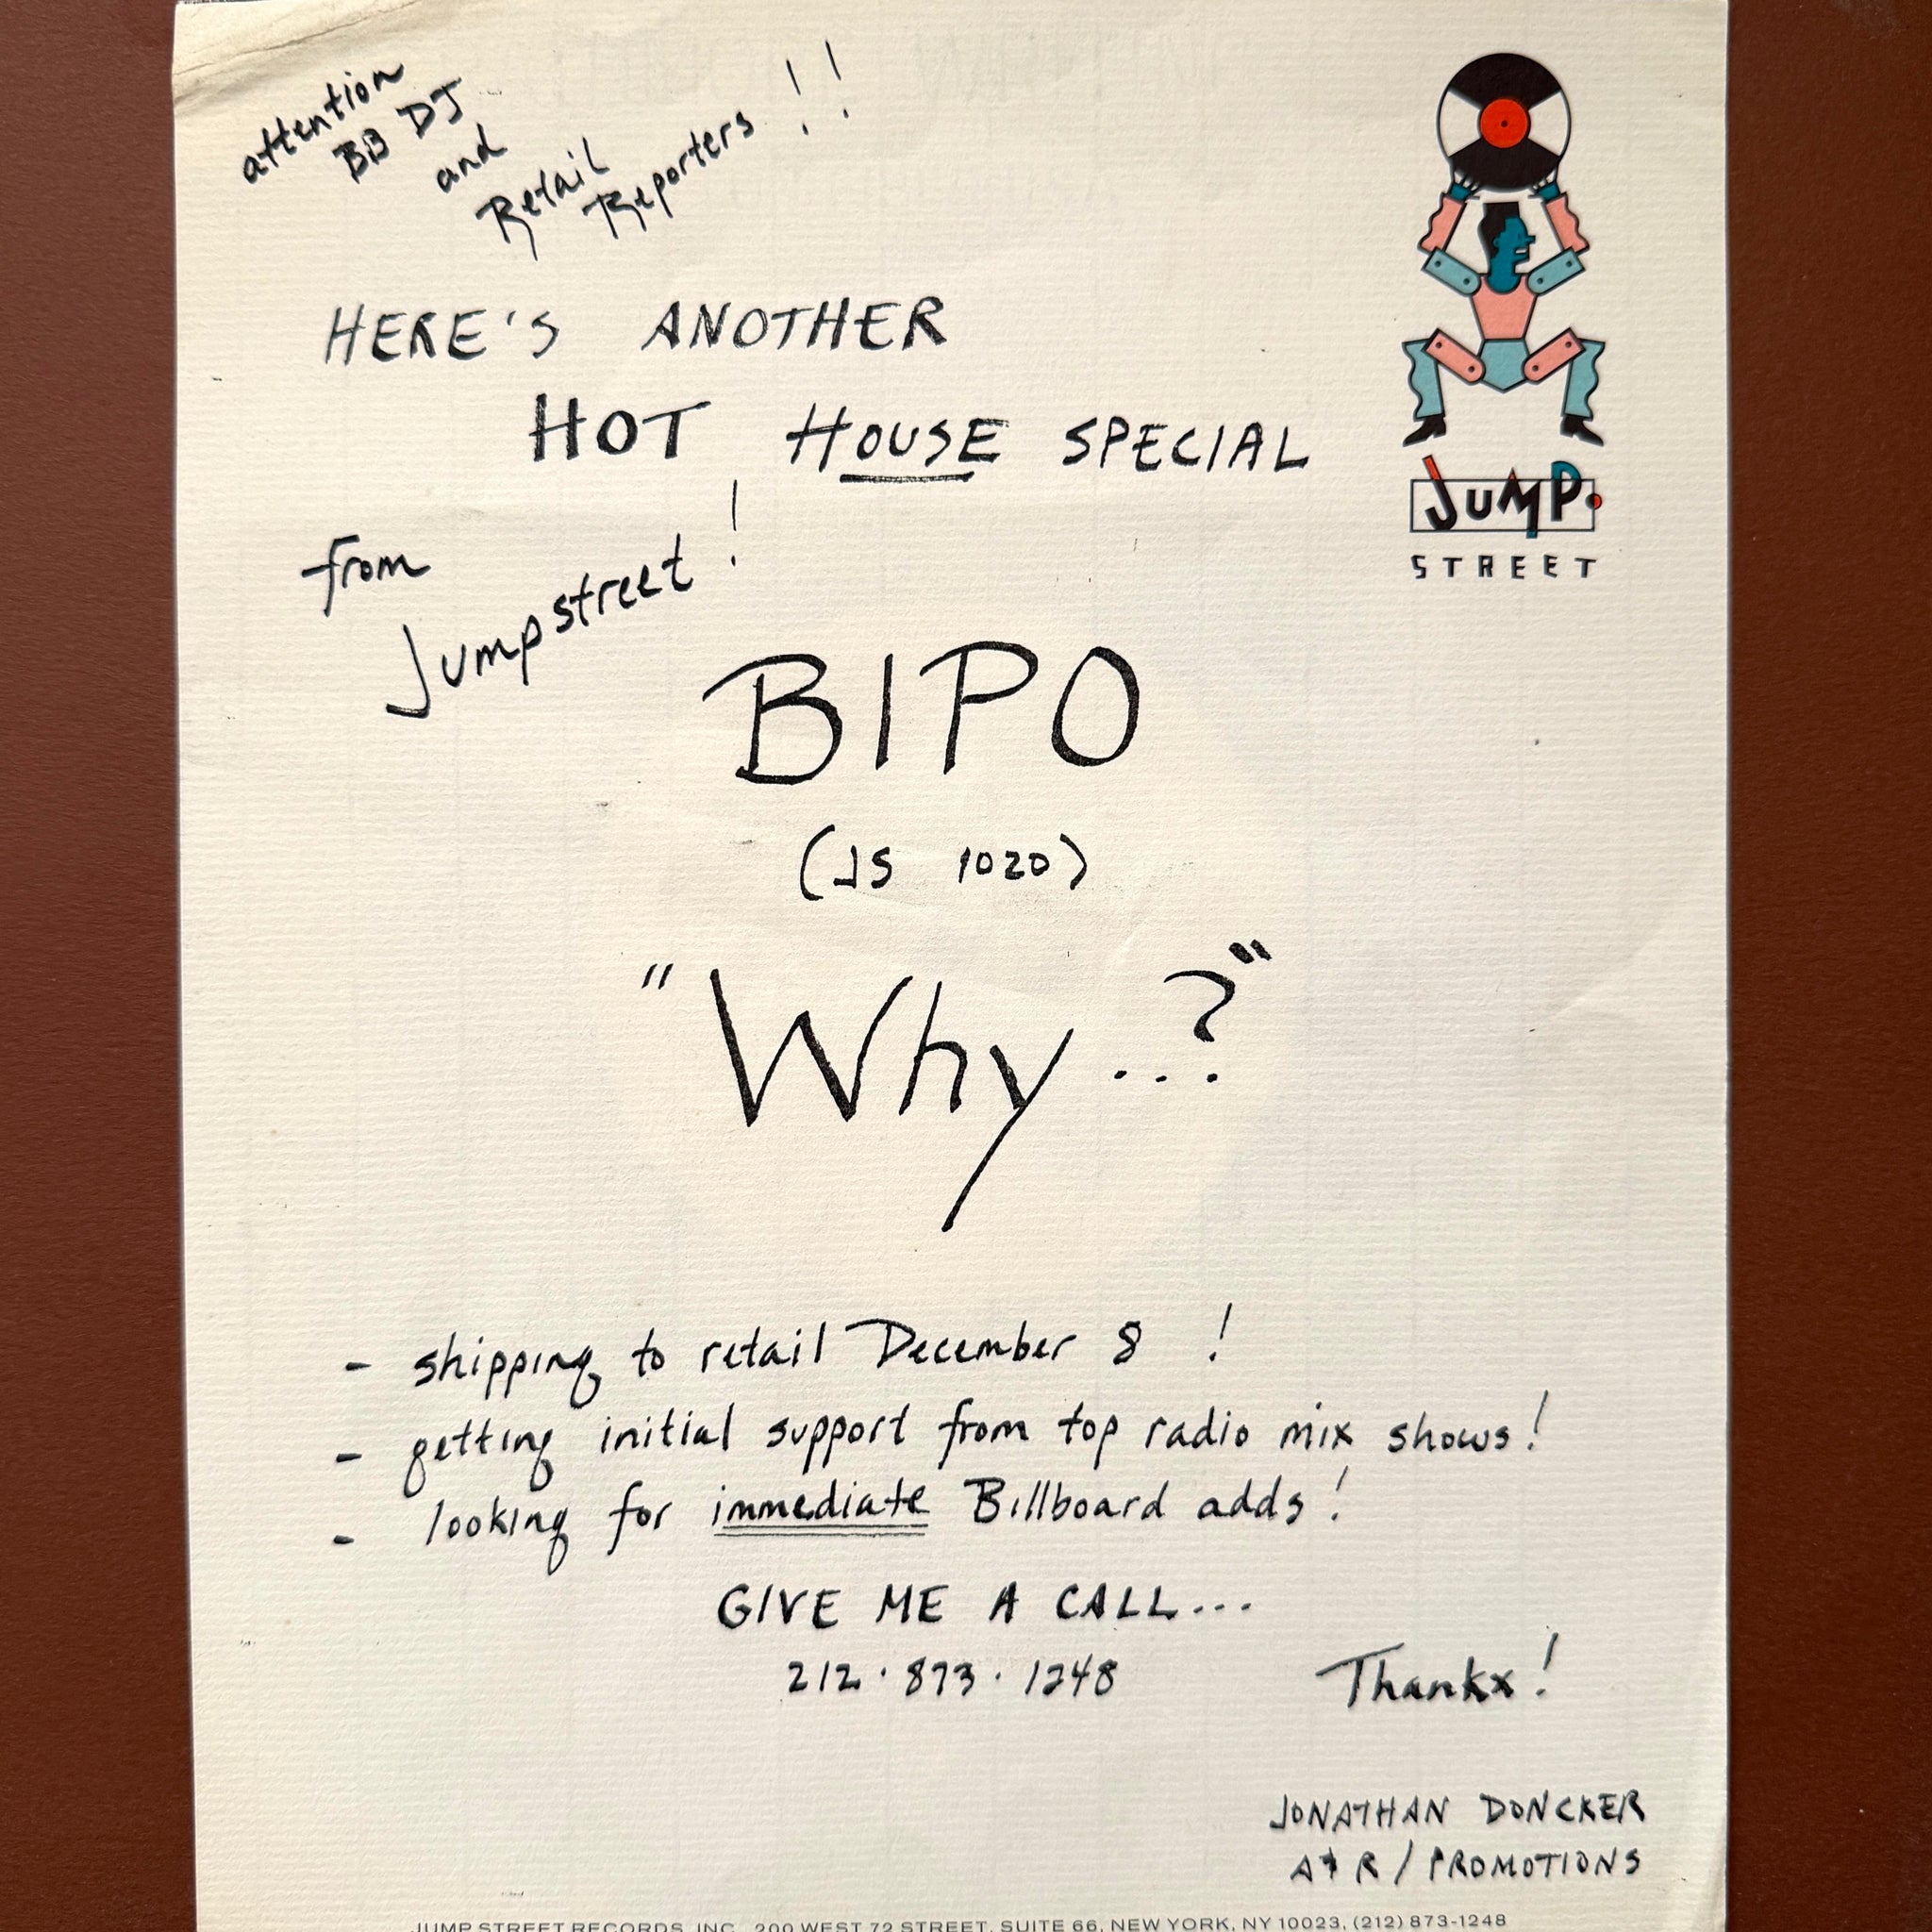 attention
BB DJ
and
Retail
Reporters!!
HERE'S ANOTHER
HOT HOUSE SPECIAL
from
Jumpstreet!
JUMP.
STREET
BIPO
(JS 1020)
"Why...?"
- shipping to retail December 8 !
- getting initial support from top radio mix shows!
- looking for immediate Billboard adds!
GIVE ME A CALL...
212·873·1248
Thankx!
JONATHAN DONCKER
A&R/PROMOTIONS
JUMP STREET RECORDS, INC., 200 WEST 72 STREET, SUITE 66, NEW YORK, NY 10023, (212) 873-1248